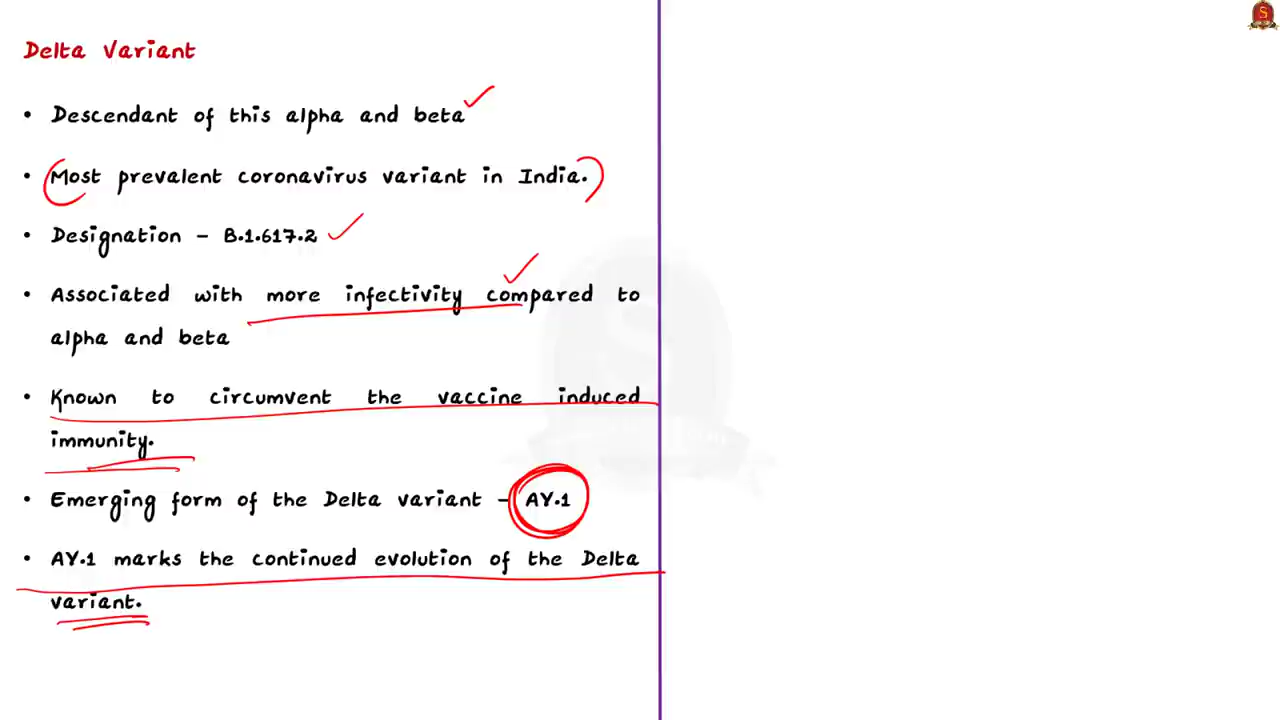 Delta Variant
• Descendant of this alpha and beta
• Most prevalent coronavirus variant in India.
• Designation – B.1.617.2
• Associated with more infectivity compared to
alpha and beta
• Known to circumvent the vaccine induced
immunity.
• Emerging form of the Delta variant – AY.1
• AY.1 marks the continued evolution of the Delta
variant.